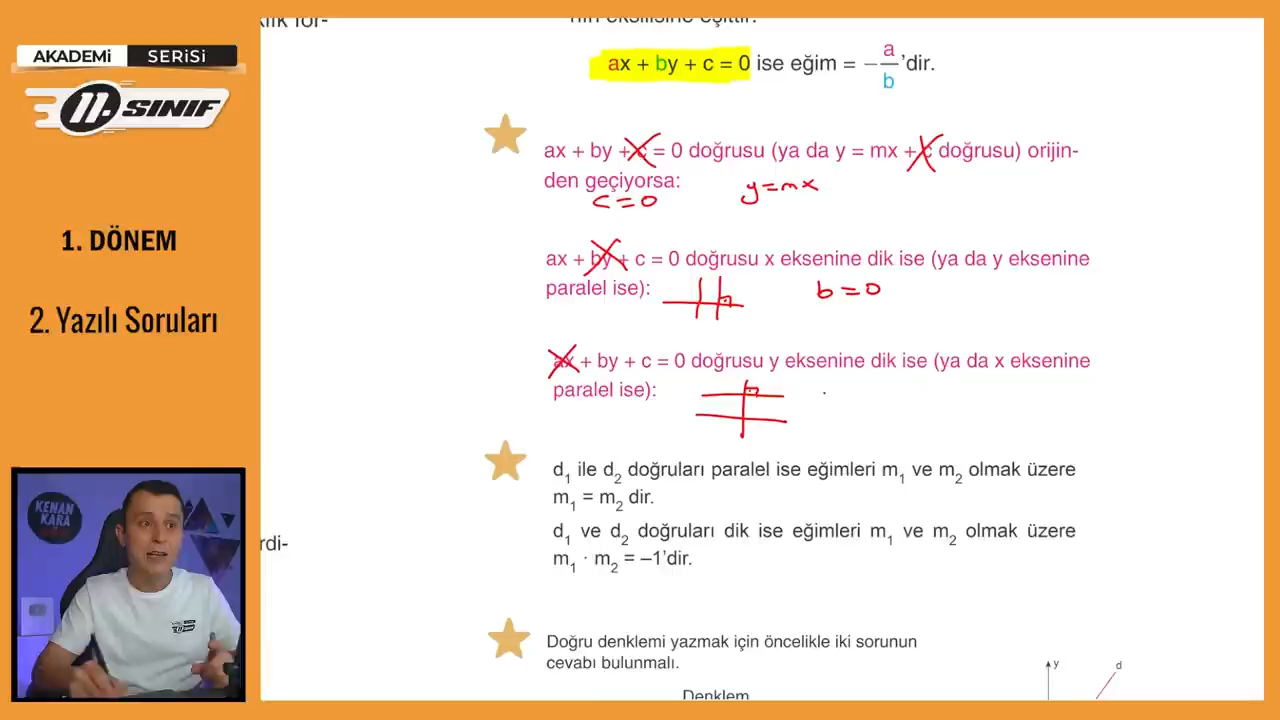 AKADEMİ SERİSİ
11. SINIF
1. DÖNEM
2. Yazılı Soruları
KENAN
KARA
ax + by + c = 0 ise eğim = – a/b 'dir.
ax + by + c = 0 doğrusu (ya da y = mx + c doğrusu) orijin-
den geçiyorsa:
y = mx
c = 0
ax + by + c = 0 doğrusu x eksenine dik ise (ya da y eksenine
paralel ise):
b = 0
ax + by + c = 0 doğrusu y eksenine dik ise (ya da x eksenine
paralel ise):
d1 ile d2 doğruları paralel ise eğimleri m1 ve m2 olmak üzere
m1 = m2 dir.
d1 ve d2 doğruları dik ise eğimleri m1 ve m2 olmak üzere
m1 · m2 = –1'dir.
rdi-
Doğru denklemi yazmak için öncelikle iki sorunun
cevabı bulunmalı.
y
d
Denklem